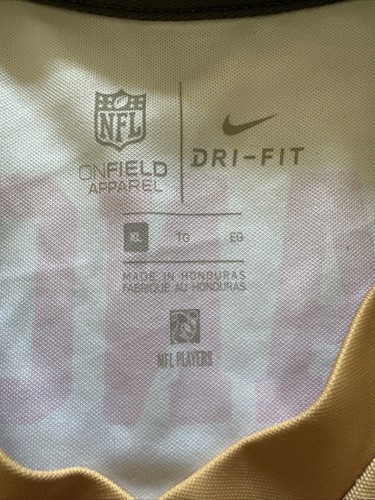 NFL
ONFIELD
APPAREL
DRI-FIT
XL TG EG
MADE IN HONDURAS
FABRIQUÉ AU HONDURAS
NFL PLAYERS